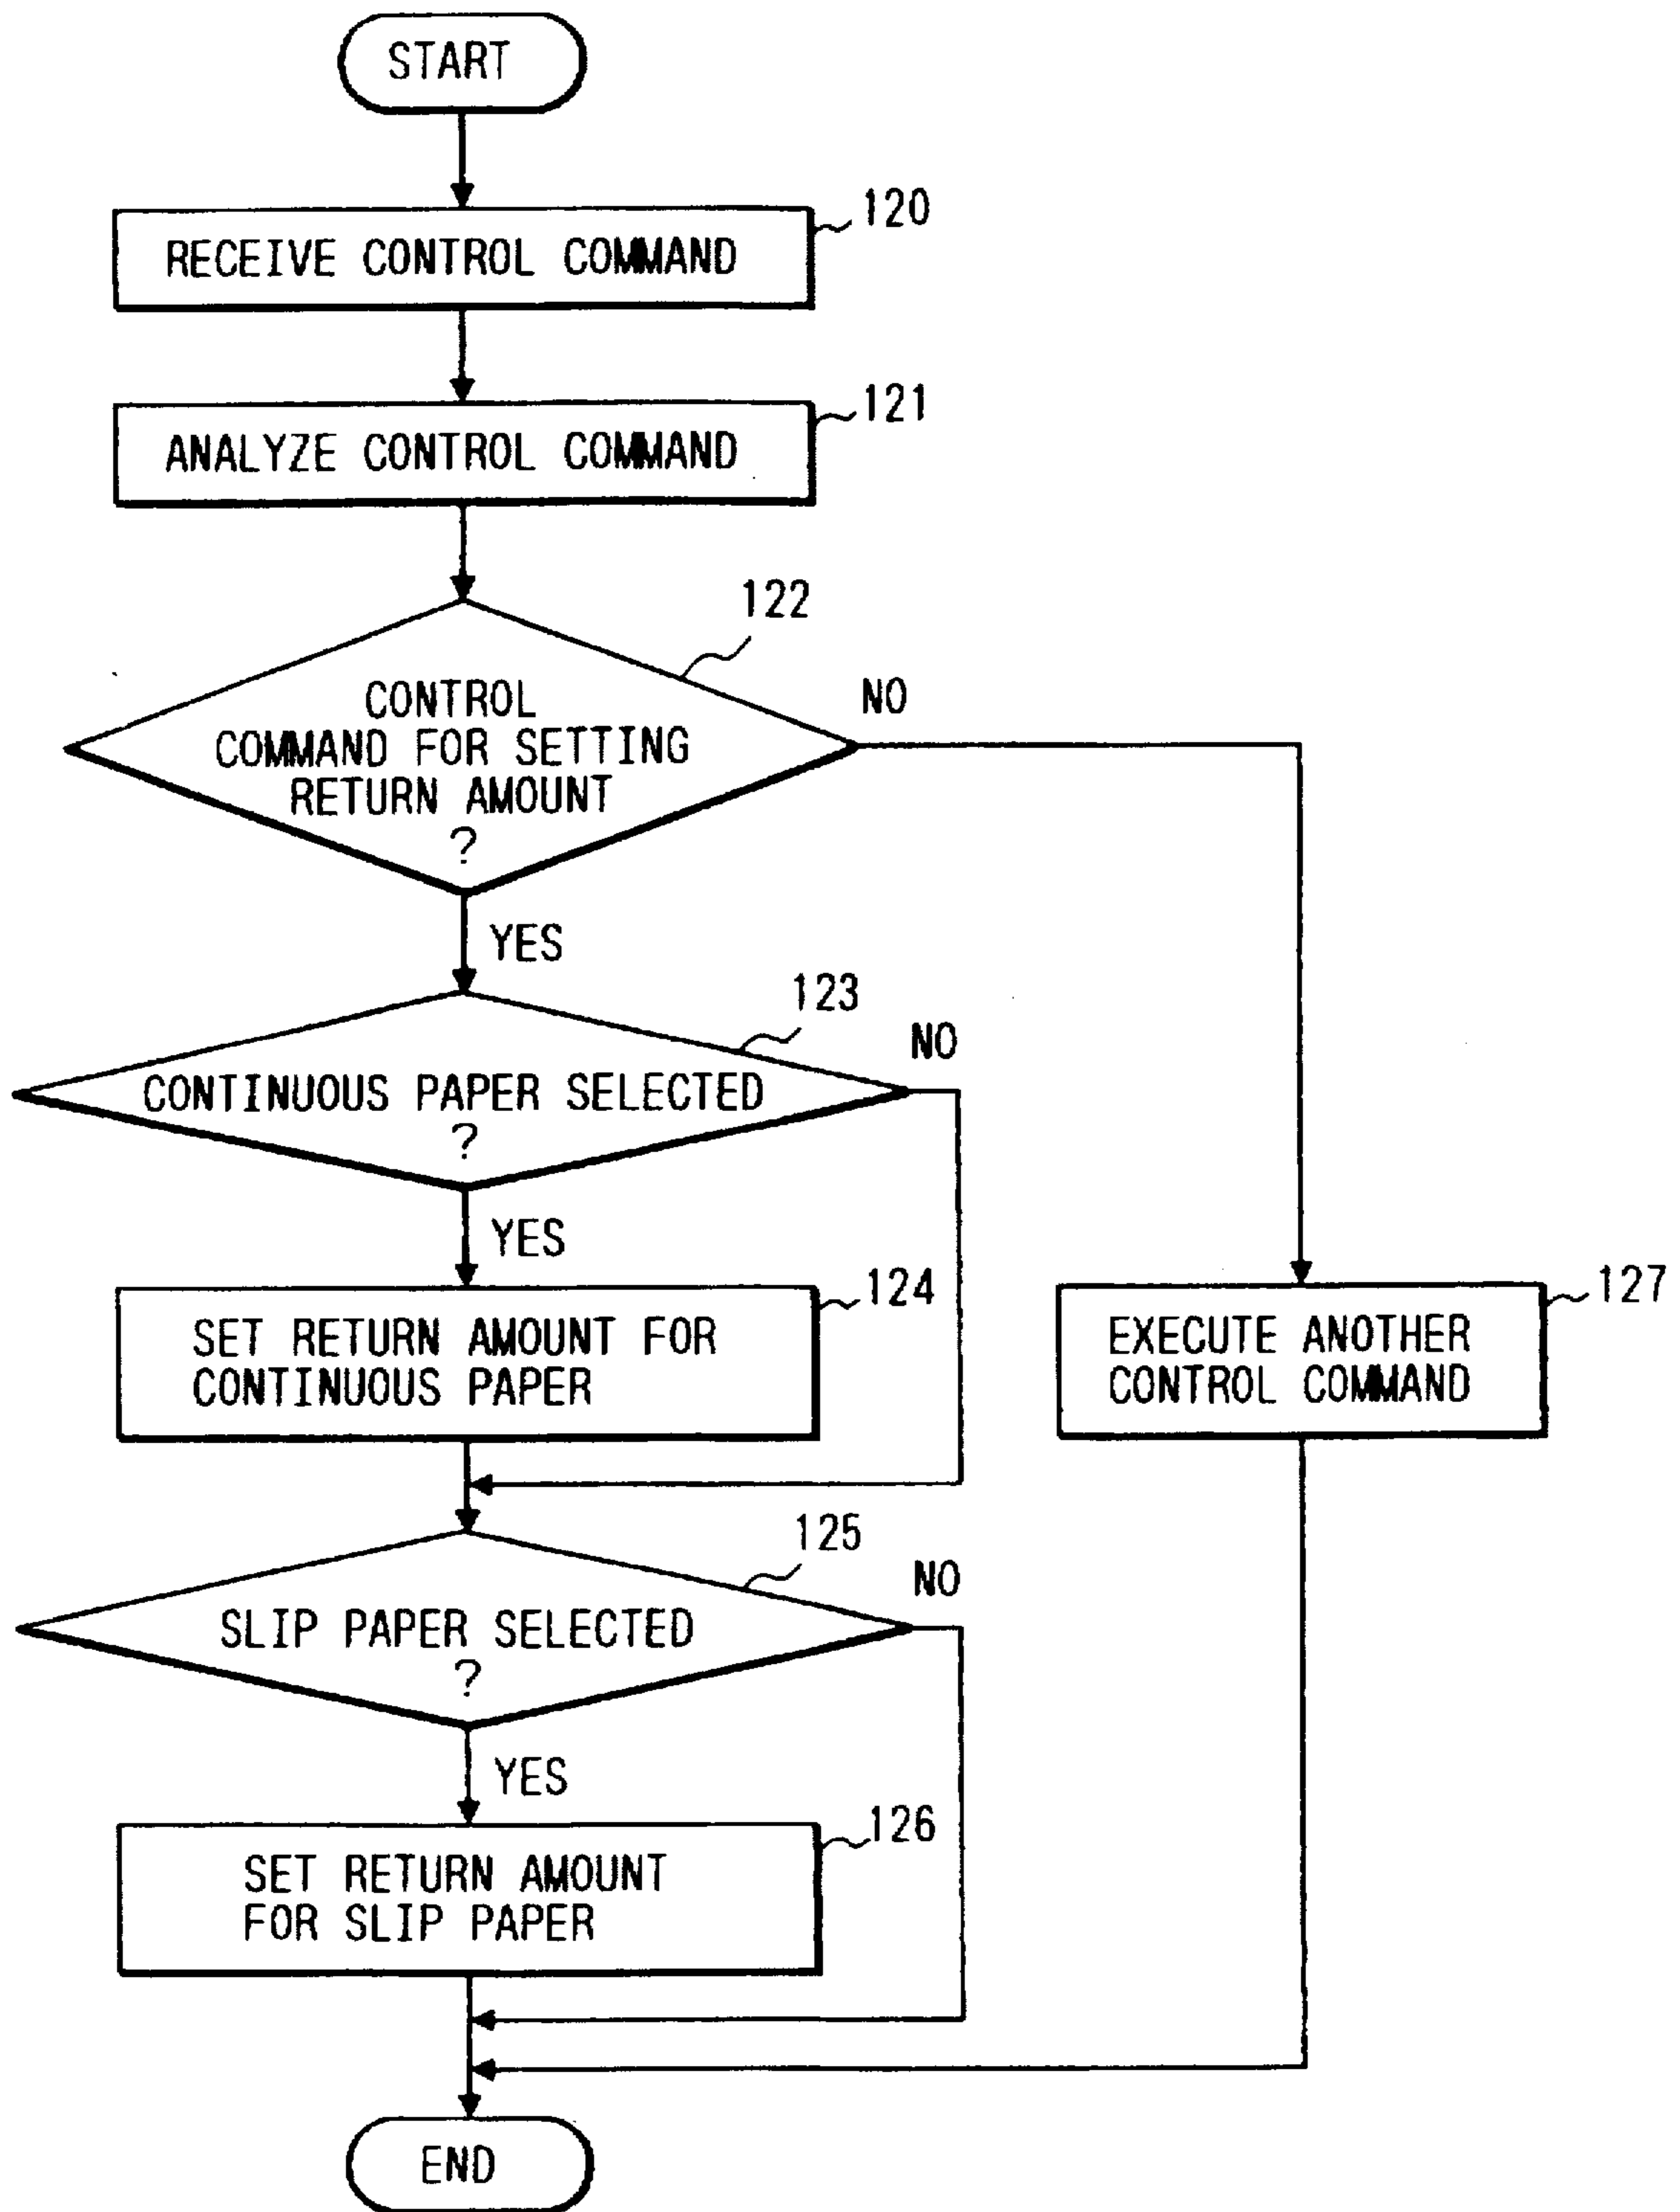 START
120
RECEIVE CONTROL COMMAND
121
ANALYZE CONTROL COMMAND
122
CONTROL
COMMAND FOR SETTING
RETURN AMOUNT
?
NO
YES
123
NO
CONTINUOUS PAPER SELECTED
?
YES
124
SET RETURN AMOUNT FOR
CONTINUOUS PAPER
127
EXECUTE ANOTHER
CONTROL COMMAND
125
NO
SLIP PAPER SELECTED
?
YES
126
SET RETURN AMOUNT
FOR SLIP PAPER
END